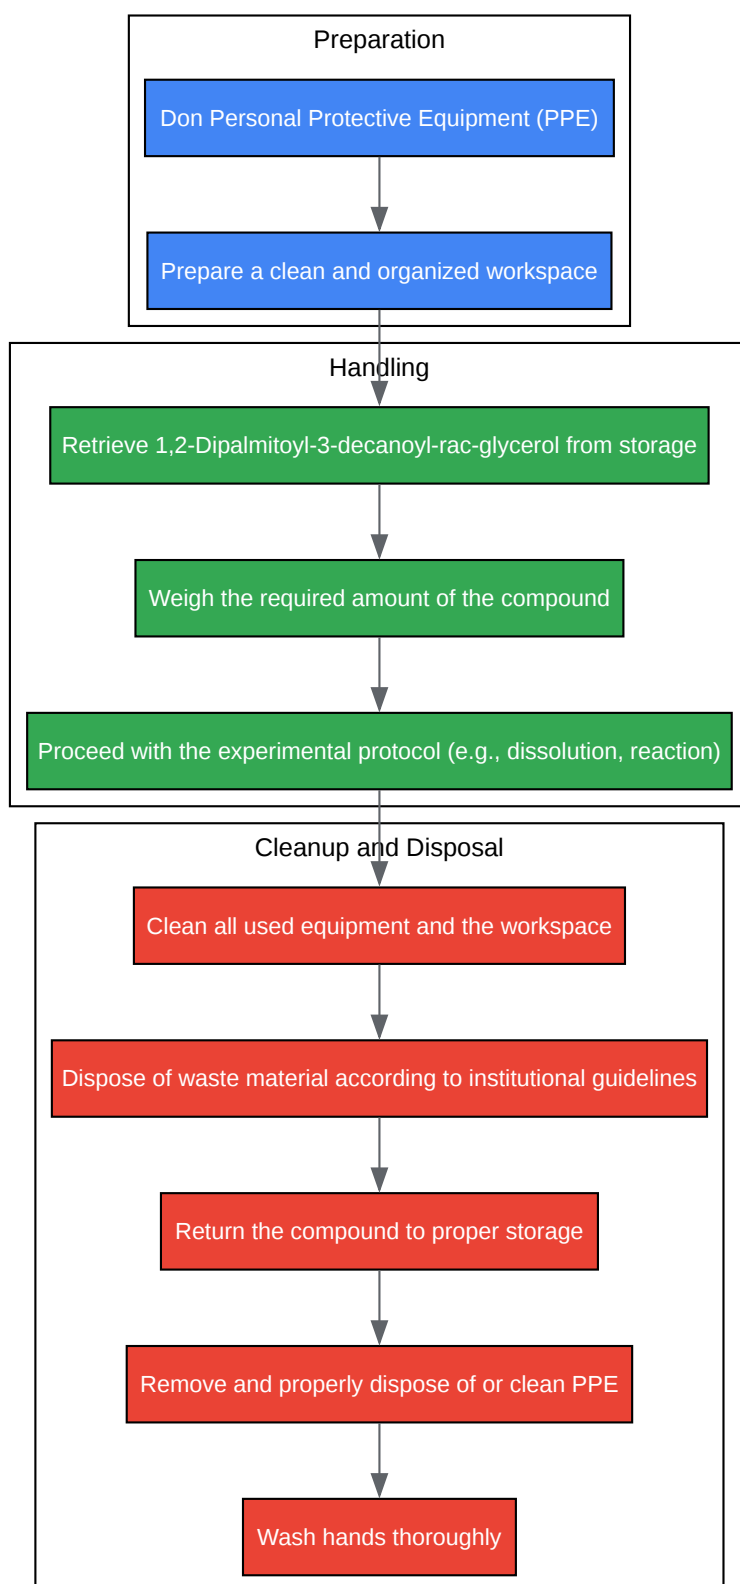 Preparation
Don Personal Protective Equipment (PPE)
Prepare a clean and organized workspace
Handling
Retrieve 1,2-Dipalmitoyl-3-decanoyl-rac-glycerol from storage
Weigh the required amount of the compound
Proceed with the experimental protocol (e.g., dissolution, reaction)
Cleanup and Disposal
Clean all used equipment and the workspace
Dispose of waste material according to institutional guidelines
Return the compound to proper storage
Remove and properly dispose of or clean PPE
Wash hands thoroughly